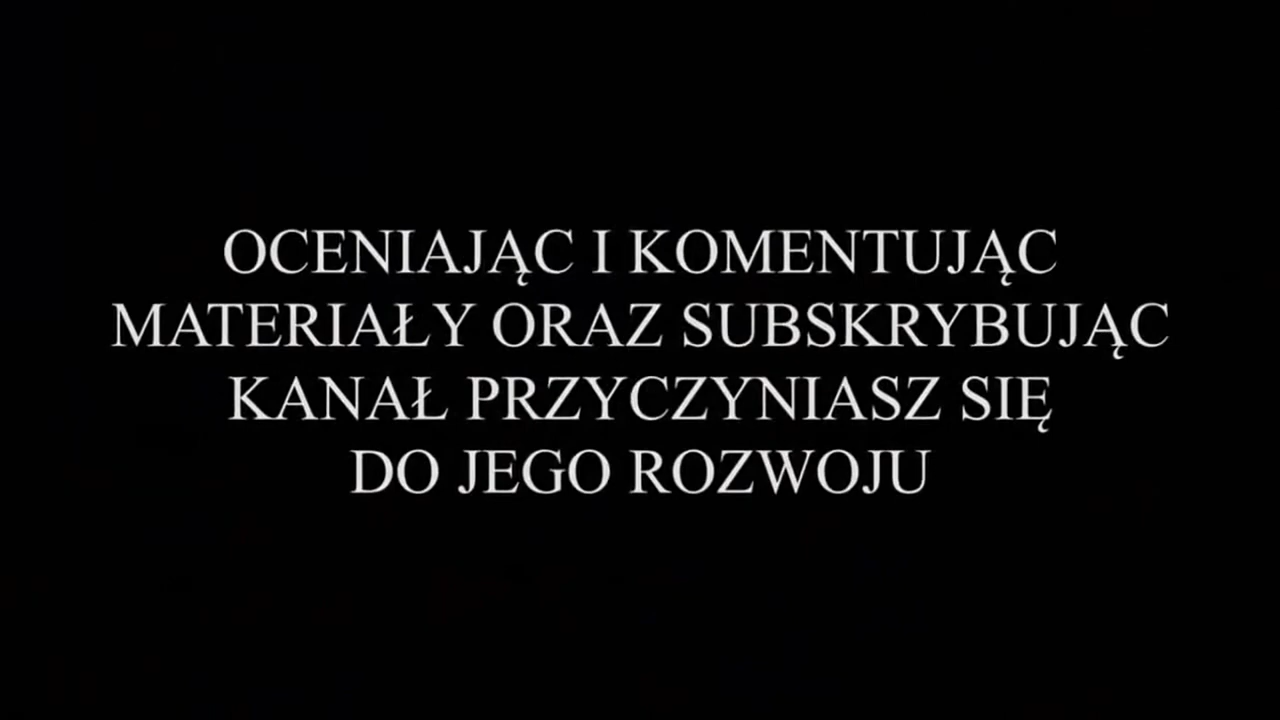 OCENIAJĄC I KOMENTUJĄC
MATERIAŁY ORAZ SUBSKRYBUJĄC
KANAŁ PRZYCZYNIASZ SIĘ
DO JEGO ROZWOJU